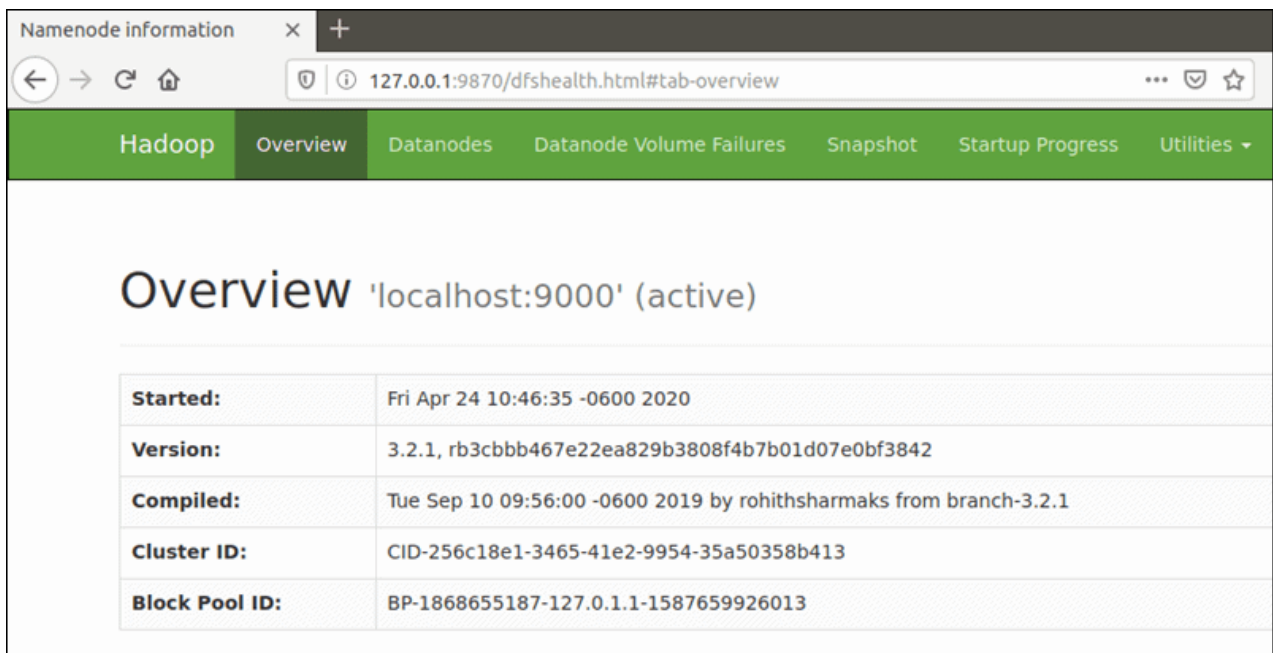 Namenode information
127.0.0.1:9870/dfshealth.html#tab-overview
Hadoop Overview Datanodes Datanode Volume Failures Snapshot Startup Progress Utilities
Overview 'localhost:9000' (active)
Started: Fri Apr 24 10:46:35 -0600 2020
Version: 3.2.1, rb3cbbb467e22ea829b3808f4b7b01d07e0bf3842
Compiled: Tue Sep 10 09:56:00 -0600 2019 by rohithsharmaks from branch-3.2.1
Cluster ID: CID-256c18e1-3465-41e2-9954-35a50358b413
Block Pool ID: BP-1868655187-127.0.1.1-1587659926013